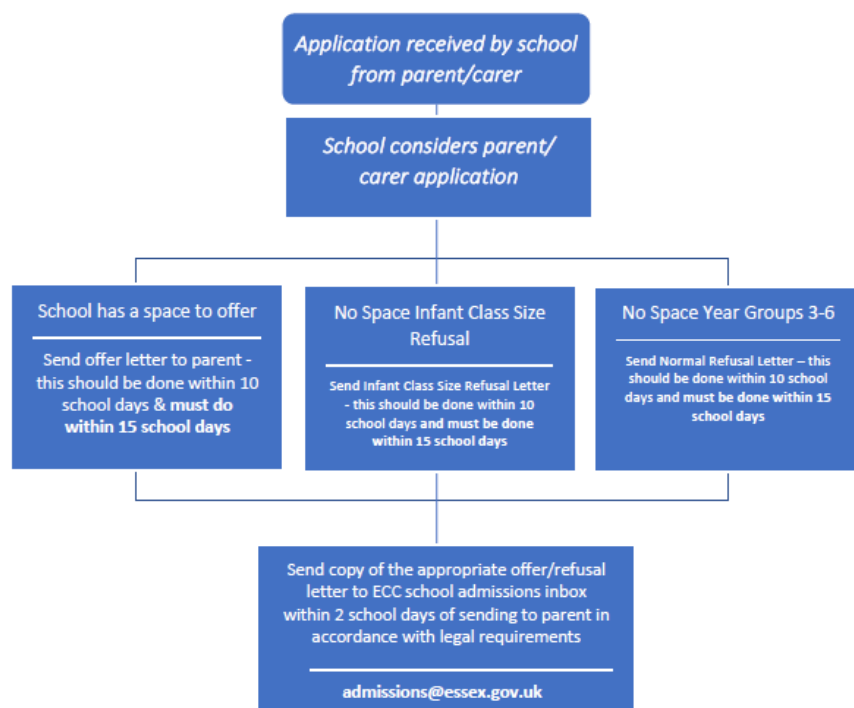 Application received by school
from parent/carer
School considers parent/
carer application
School has a space to offer
Send offer letter to parent -
this should be done within 10
school days & must do
within 15 school days
No Space Infant Class Size
Refusal
Send Infant Class Size Refusal Letter
- this should be done within 10
school days and must be done
within 15 school days
No Space Year Groups 3-6
Send Normal Refusal Letter – this
should be done within 10 school
days and must be done within 15
school days
Send copy of the appropriate offer/refusal
letter to ECC school admissions inbox
within 2 school days of sending to parent in
accordance with legal requirements
admissions@essex.gov.uk